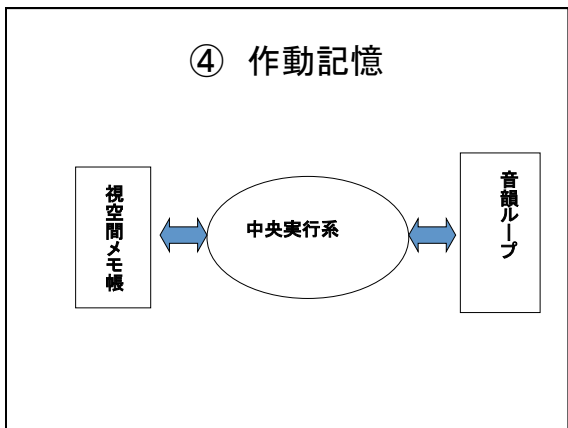 ④ 作動記憶
視空間メモ帳
中央実行系
音韻ループ